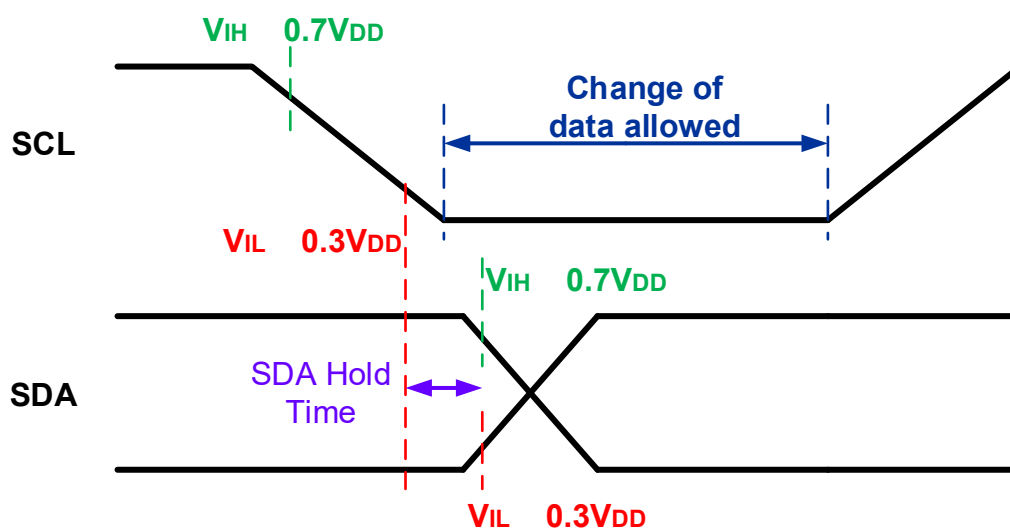 VIH 0.7VDD
Change of
data allowed
SCL
VIL 0.3VDD
VIH 0.7VDD
SDA Hold
Time
SDA
VIL 0.3VDD